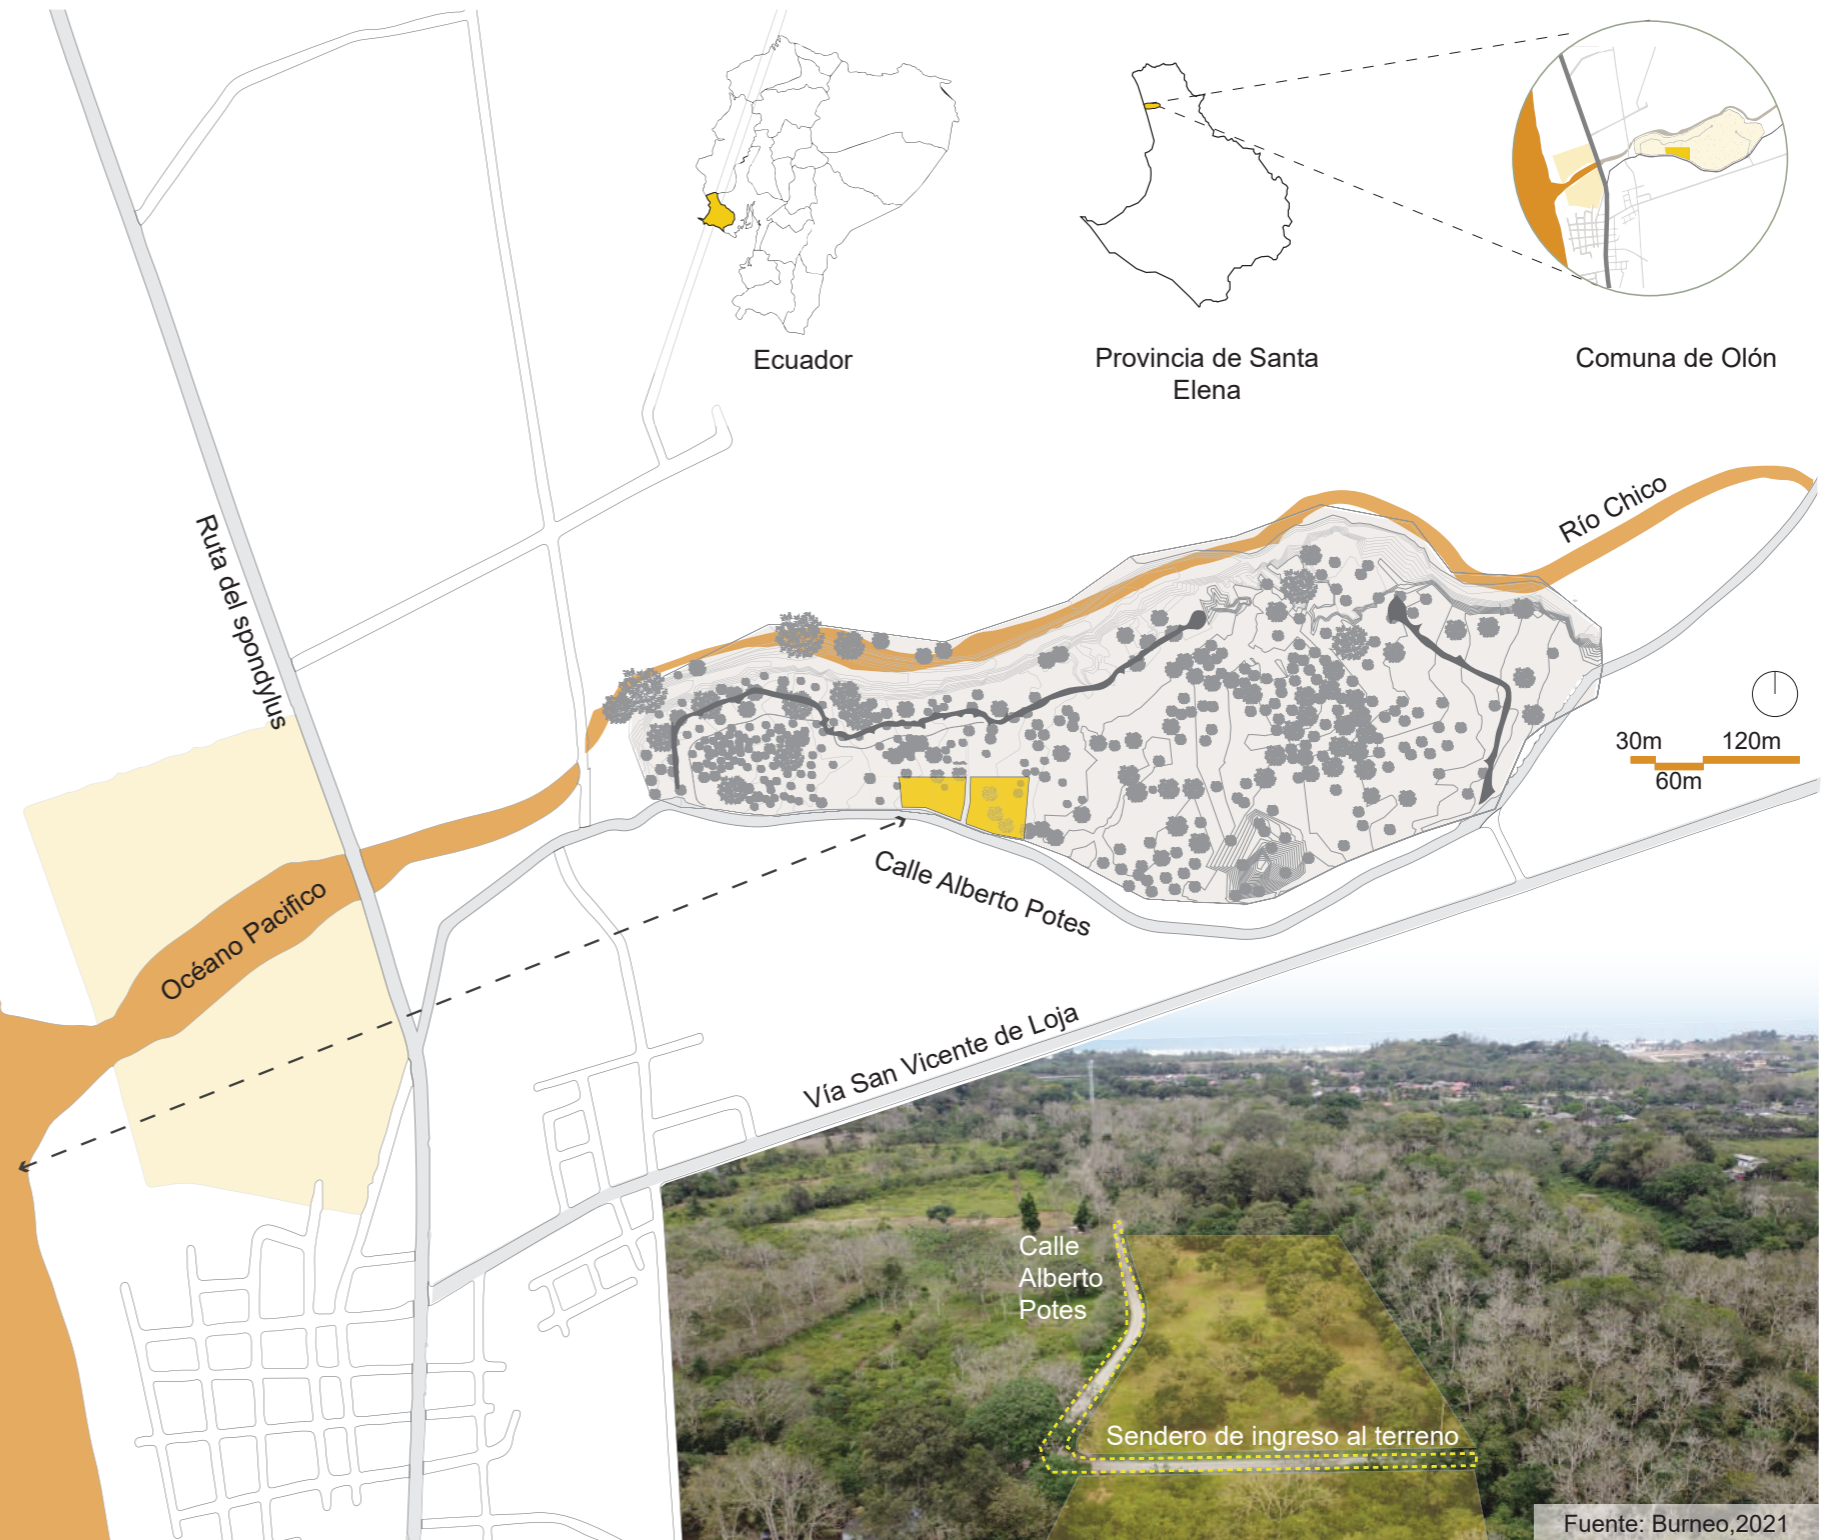 Ecuador
Provincia de Santa
Elena
Comuna de Olón
Ruta del spondylus
Río Chico
30m
120m
60m
Calle Alberto Potes
Océano Pacifico
Vía San Vicente de Loja
Calle
Alberto
Potes
Sendero de ingreso al terreno
Fuente: Burneo,2021